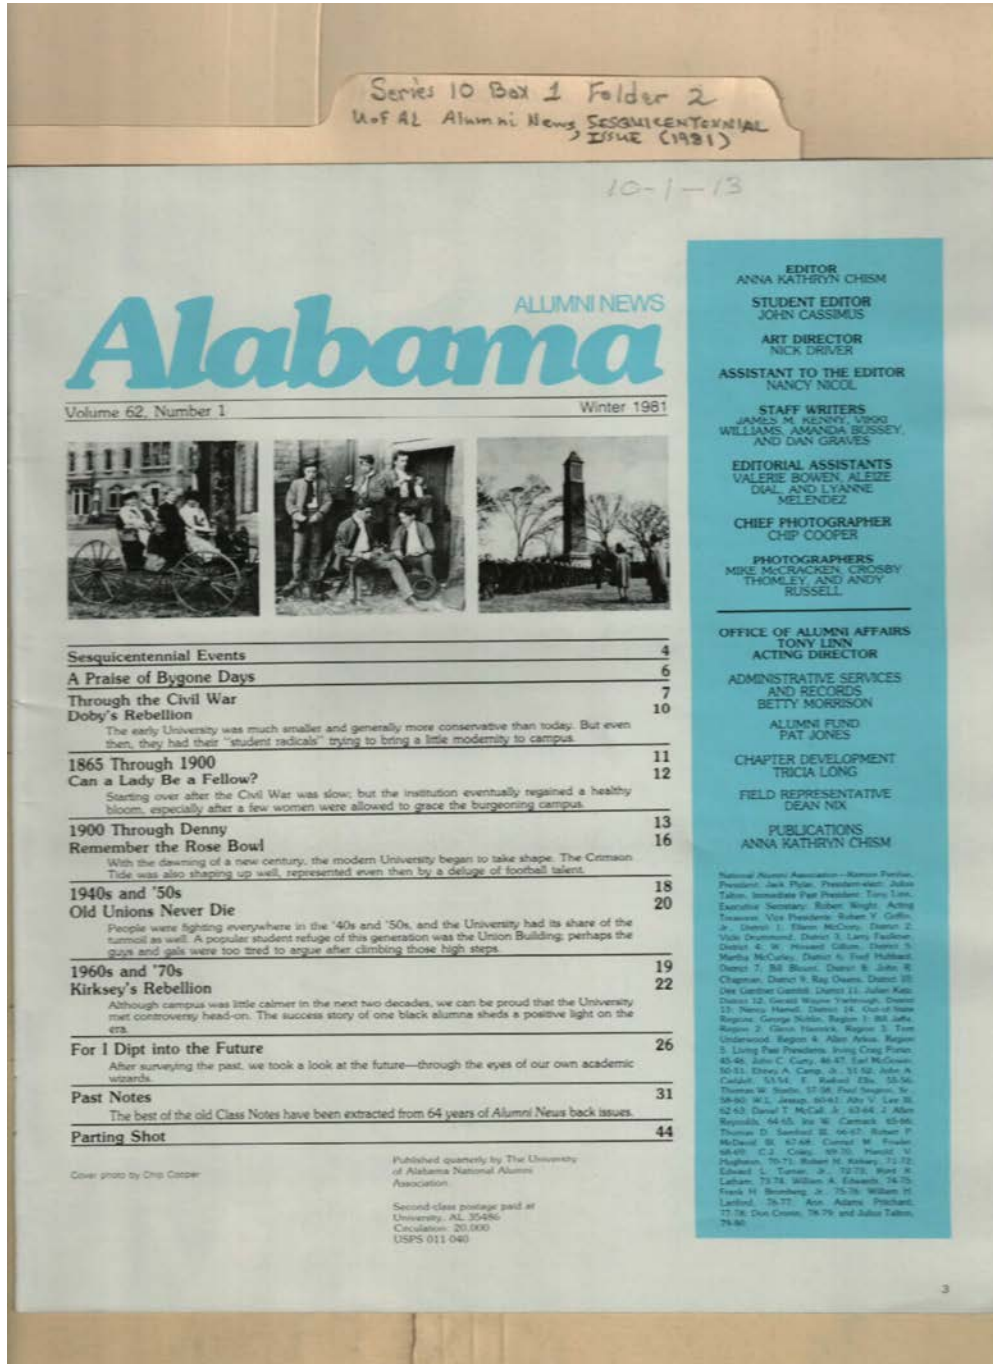 Series 10 Box 1 Folder 2
U of AL Alumni News, SESQUICENTENNIAL
ISSUE (1981)
10-1-13
ALUMNI NEWS
Alabama
Volume 62, Number 1 Winter 1981
Sesquicentennial Events 4
A Praise of Bygone Days 6
Through the Civil War 7
Doby's Rebellion 10
The early University was much smaller and generally more conservative than today. But even
then, they had their "student radicals" trying to bring a little modernity to campus.
1865 Through 1900 11
Can a Lady Be a Fellow? 12
Starting over after the Civil War was slow; but the institution eventually regained a healthy
bloom, especially after a few women were allowed to grace the burgeoning campus.
1900 Through Denny 13
Remember the Rose Bowl 16
With the dawning of a new century, the modern University began to take shape. The Crimson
Tide was also shaping up well, represented even then by a deluge of football talent.
1940s and '50s 18
Old Unions Never Die 20
People were fighting everywhere in the '40s and '50s, and the University had its share of the
turmoil as well. A popular student refuge of this generation was the Union Building; perhaps the
guys and gals were too tired to argue after climbing those high steps.
1960s and '70s 19
Kirksey's Rebellion 22
Although campus was little calmer in the next two decades, we can be proud that the University
met controversy head-on. The success story of one black alumna sheds a positive light on the
era.
For I Dipt into the Future 26
After surveying the past, we took a look at the future—through the eyes of our own academic
wizards.
Past Notes 31
The best of the old Class Notes have been extracted from 64 years of Alumni News back issues.
Parting Shot 44
Cover photo by Chip Cooper
Published quarterly by The University
of Alabama National Alumni
Association.
Second-class postage paid at
University, AL 35486
Circulation: 20,000
USPS 011-040
EDITOR
ANNA KATHRYN CHISM
STUDENT EDITOR
JOHN CASSIMUS
ART DIRECTOR
NICK DRIVER
ASSISTANT TO THE EDITOR
NANCY NICOL
STAFF WRITERS
JAMES M. KENNY, VIKKI
WILLIAMS, AMANDA BUSSEY,
AND DAN GRAVES
EDITORIAL ASSISTANTS
VALERIE BOWEN, ALEIZE
DIAL, AND LYANNE
MELENDEZ
CHIEF PHOTOGRAPHER
CHIP COOPER
PHOTOGRAPHERS
MIKE McCRACKEN, CROSBY
THOMLEY, AND ANDY
RUSSELL
OFFICE OF ALUMNI AFFAIRS
TONY LINN
ACTING DIRECTOR
ADMINISTRATIVE SERVICES
AND RECORDS
BETTY MORRISON
ALUMNI FUND
PAT JONES
CHAPTER DEVELOPMENT
TRICIA LONG
FIELD REPRESENTATIVE
DEAN NIX
PUBLICATIONS
ANNA KATHRYN CHISM
National Alumni Association
President
Executive Secretary; Robert Wright, Acting
Treasurer. Vice Presidents
3